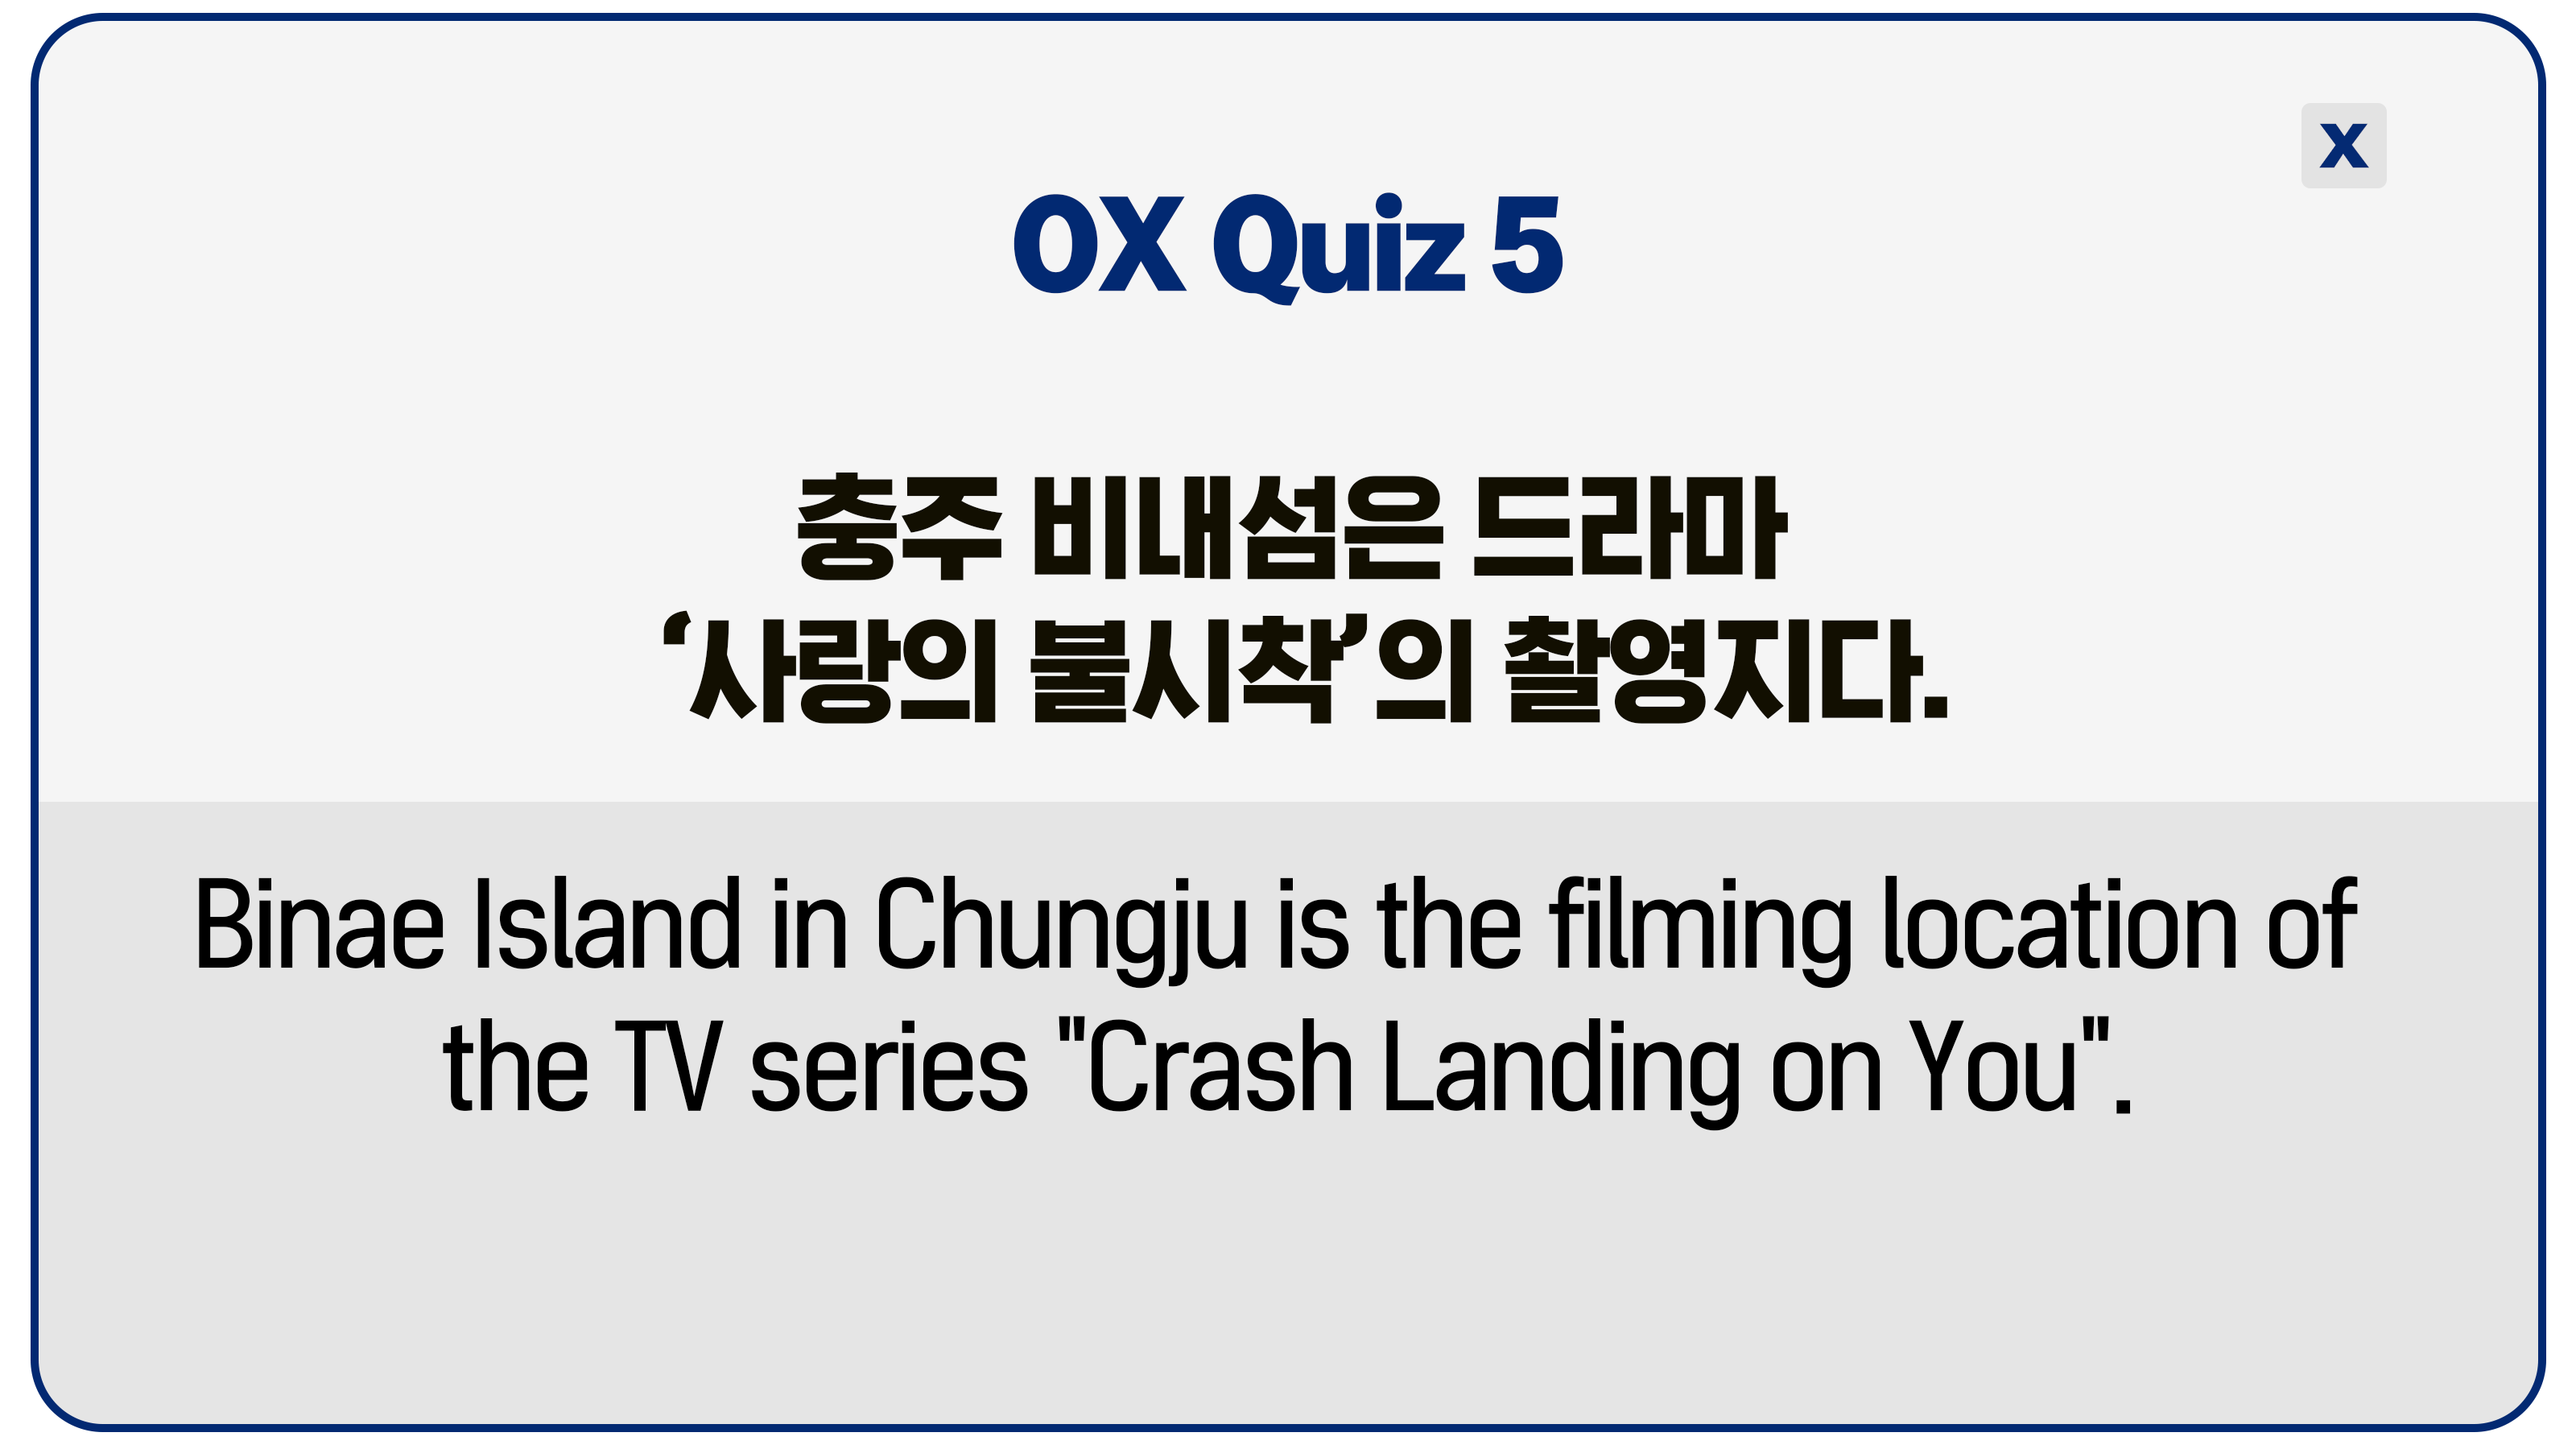 X
OX Quiz 5
충주 비내섬은 드라마
‘사랑의 불시착’의 촬영지다.
Binae Island in Chungju is the filming location of
the TV series "Crash Landing on You".